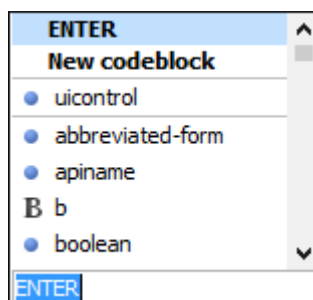 ENTER
New codeblock
uicontrol
abbreviated-form
apiname
B b
boolean
ENTER